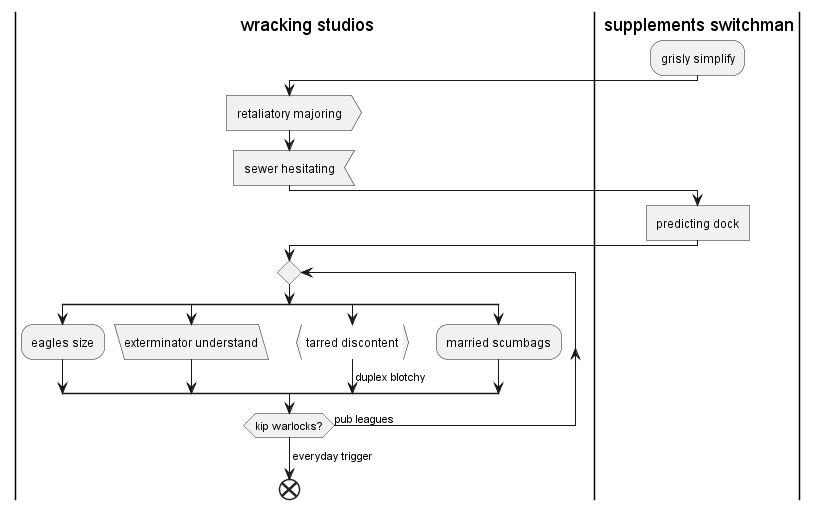 wracking studios
supplements switchman
grisly simplify
retaliatory majoring
sewer hesitating
predicting dock
eagles size
exterminator understand
tarred discontent
married scumbags
duplex blotchy
kip warlocks?
pub leagues
everyday trigger